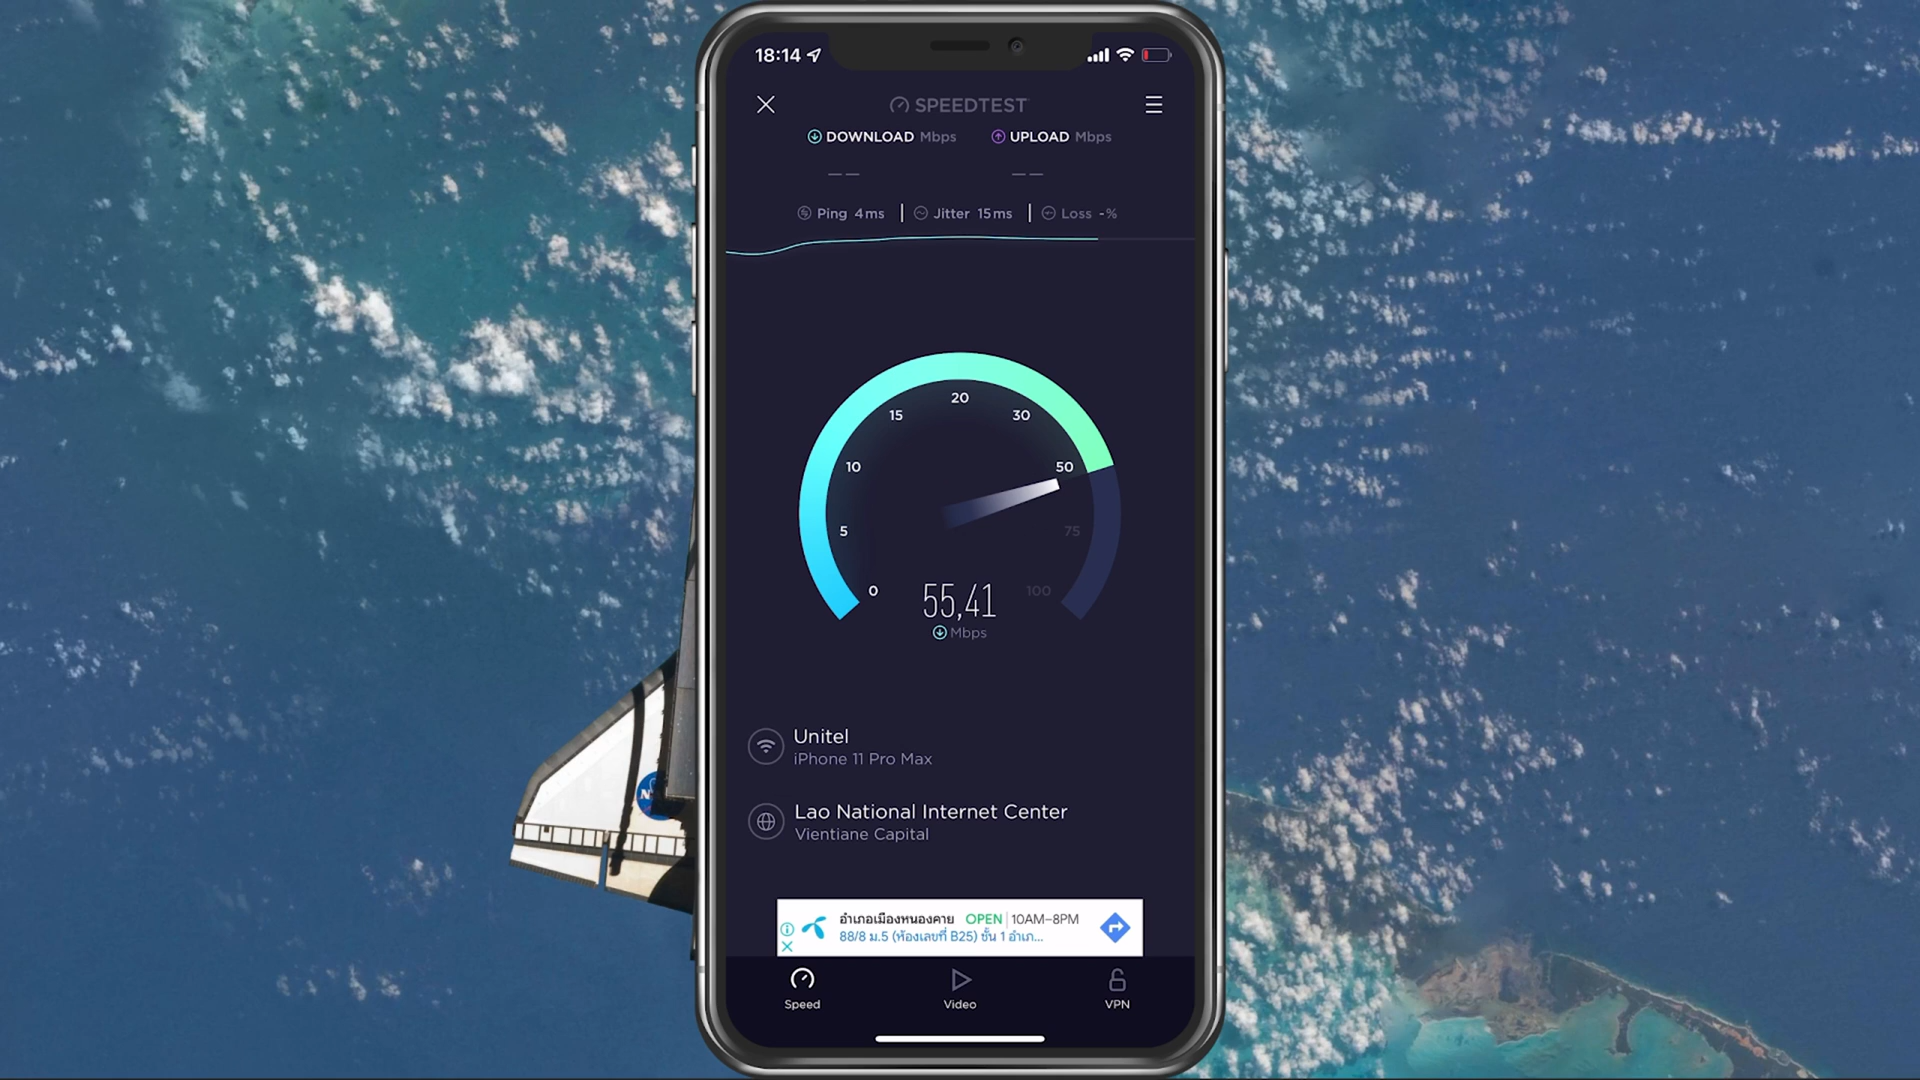 18:14
SPEEDTEST
DOWNLOAD Mbps UPLOAD Mbps
Ping 4ms Jitter 15ms Loss -%
0
5
10
15
20
30
50
75
100
55,41
Mbps
Unitel
iPhone 11 Pro Max
Lao National Internet Center
Vientiane Capital
อำเภอเมืองหนองคาย OPEN 10AM–8PM
88/8 ม.5 (ห้องเลขที่ B25) ชั้น 1 อำเภ...
Speed Video VPN